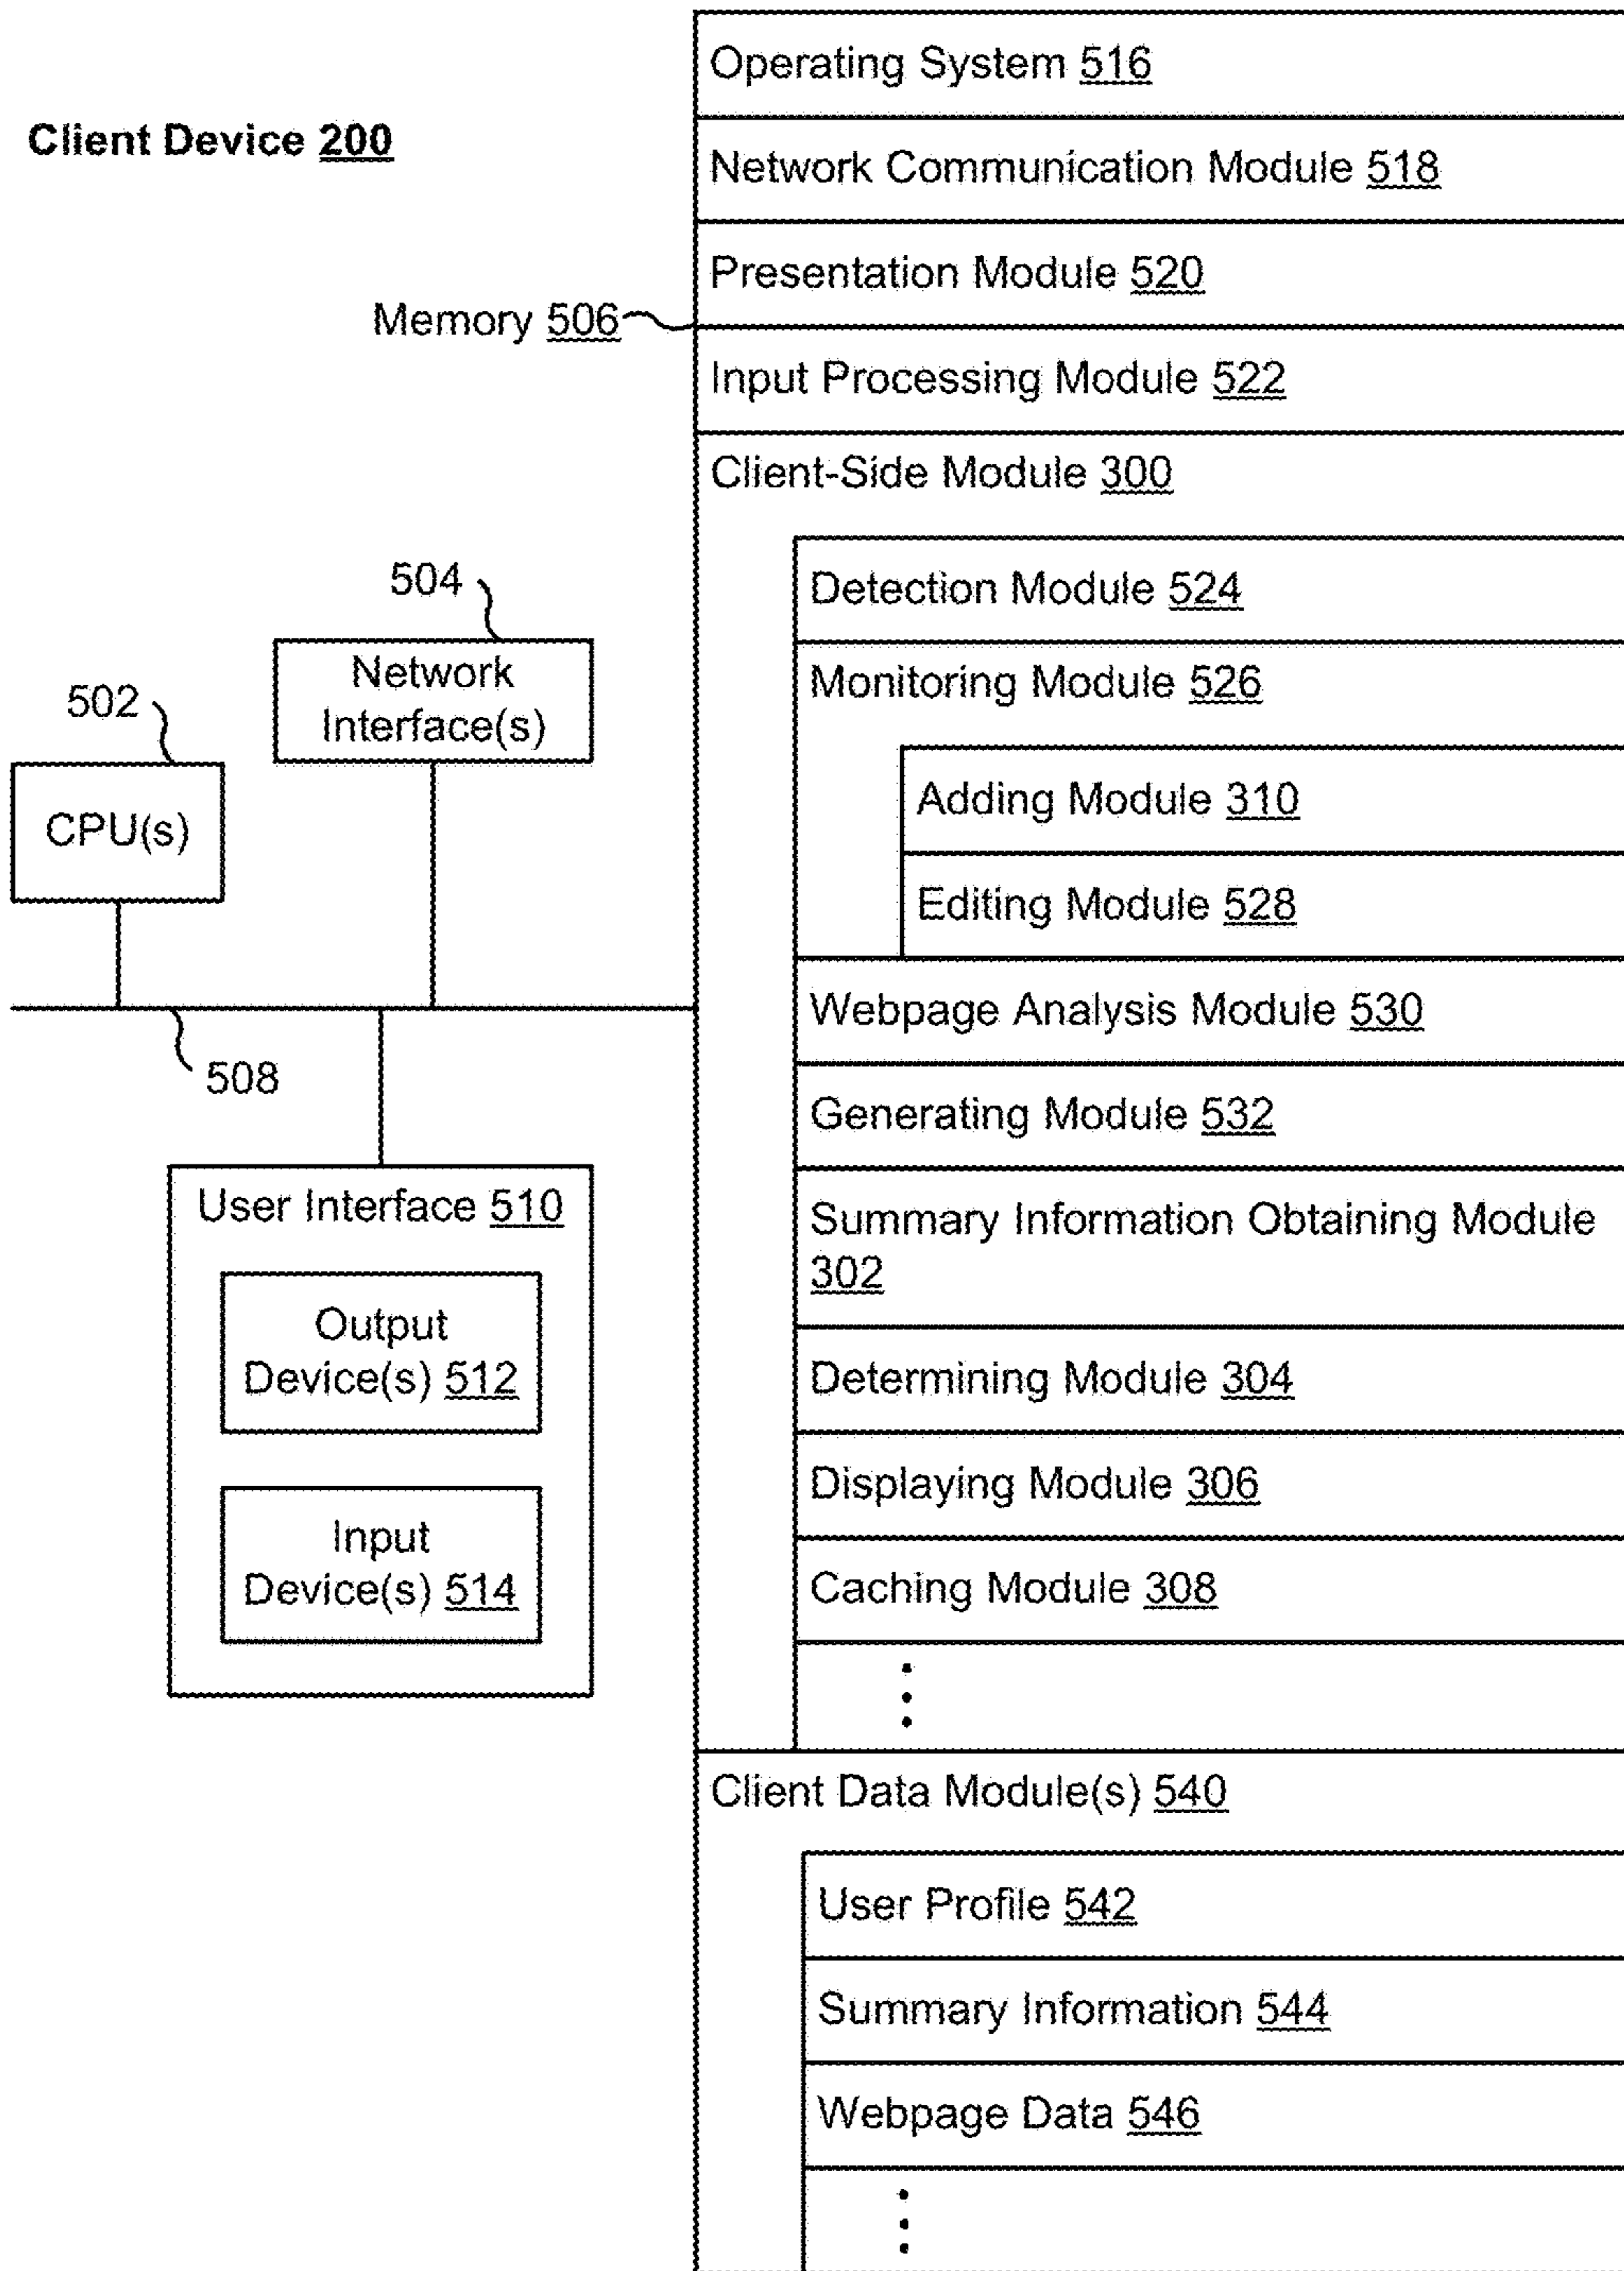 Client Device 200
502
CPU(s)
504
Network
Interface(s)
508
User Interface 510
Output
Device(s) 512
Input
Device(s) 514
Memory 506
Operating System 516
Network Communication Module 518
Presentation Module 520
Input Processing Module 522
Client-Side Module 300
Detection Module 524
Monitoring Module 526
Adding Module 310
Editing Module 528
Webpage Analysis Module 530
Generating Module 532
Summary Information Obtaining Module
302
Determining Module 304
Displaying Module 306
Caching Module 308
Client Data Module(s) 540
User Profile 542
Summary Information 544
Webpage Data 546